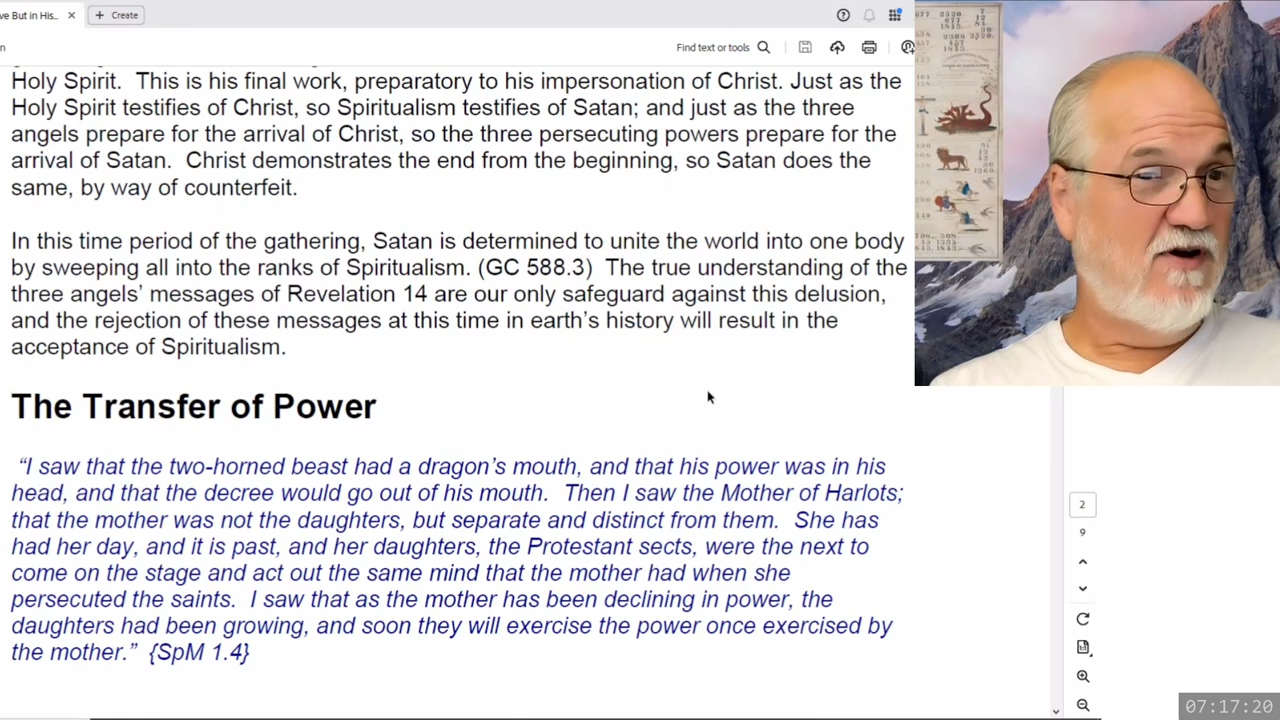 ve But in His..
Create
n
Find text or tools
Holy Spirit.  This is his final work, preparatory to his impersonation of Christ. Just as the
Holy Spirit testifies of Christ, so Spiritualism testifies of Satan; and just as the three
angels prepare for the arrival of Christ, so the three persecuting powers prepare for the
arrival of Satan.  Christ demonstrates the end from the beginning, so Satan does the
same, by way of counterfeit.
In this time period of the gathering, Satan is determined to unite the world into one body
by sweeping all into the ranks of Spiritualism. (GC 588.3)  The true understanding of the
three angels’ messages of Revelation 14 are our only safeguard against this delusion,
and the rejection of these messages at this time in earth’s history will result in the
acceptance of Spiritualism.
The Transfer of Power
“I saw that the two-horned beast had a dragon’s mouth, and that his power was in his
head, and that the decree would go out of his mouth.  Then I saw the Mother of Harlots;
that the mother was not the daughters, but separate and distinct from them.  She has
had her day, and it is past, and her daughters, the Protestant sects, were the next to
come on the stage and act out the same mind that the mother had when she
persecuted the saints.  I saw that as the mother has been declining in power, the
daughters had been growing, and soon they will exercise the power once exercised by
the mother.”  {SpM 1.4}
2
9
07:17:20